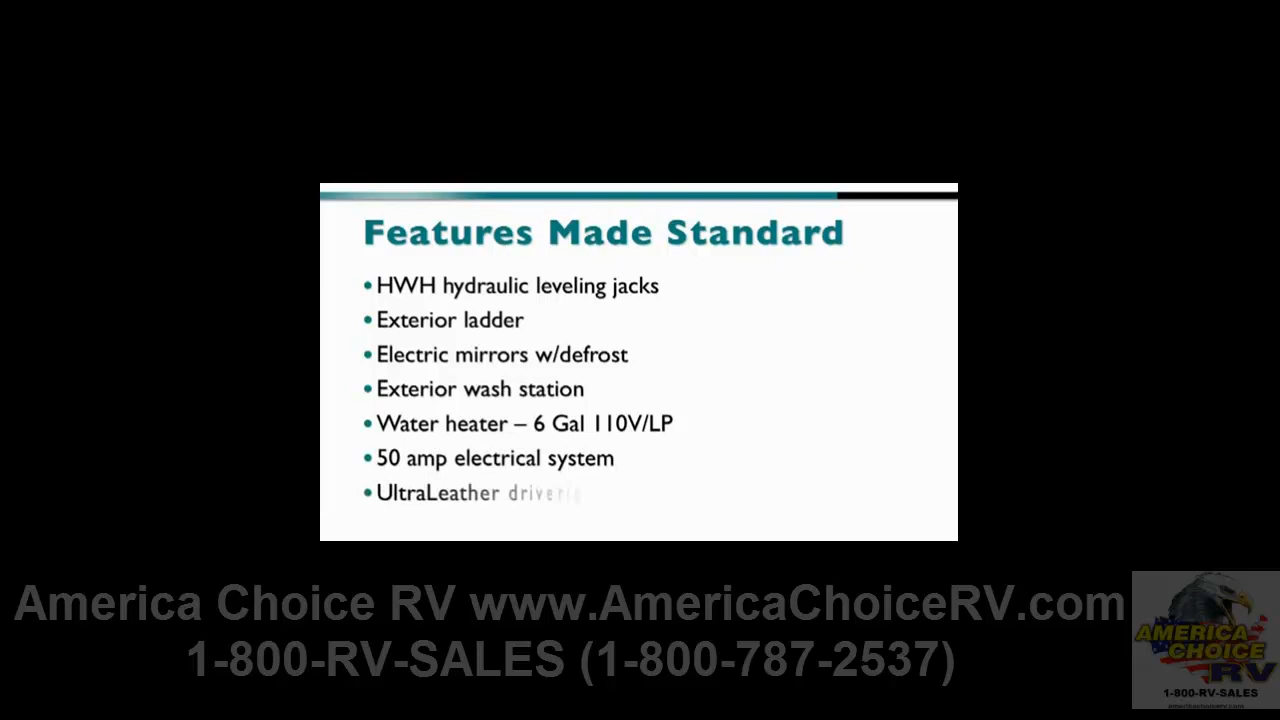 Features Made Standard
• HWH hydraulic leveling jacks
• Exterior ladder
• Electric mirrors w/defrost
• Exterior wash station
• Water heater – 6 Gal 110V/LP
• 50 amp electrical system
• UltraLeather
America Choice RV www.AmericaChoiceRV.com
1-800-RV-SALES (1-800-787-2537)
AMERICA
CHOICE
RV
1-800-RV-SALES
americachoicerv.com